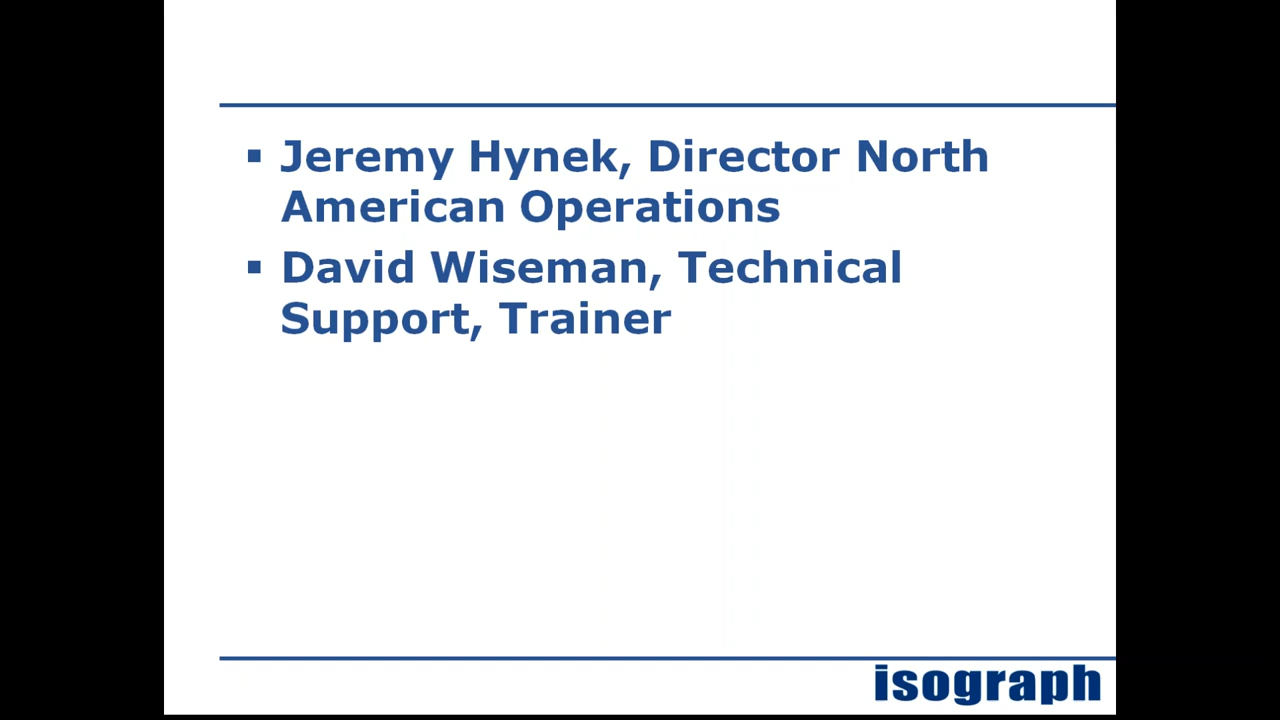 ▪ Jeremy Hynek, Director North
American Operations
▪ David Wiseman, Technical
Support, Trainer
isograph